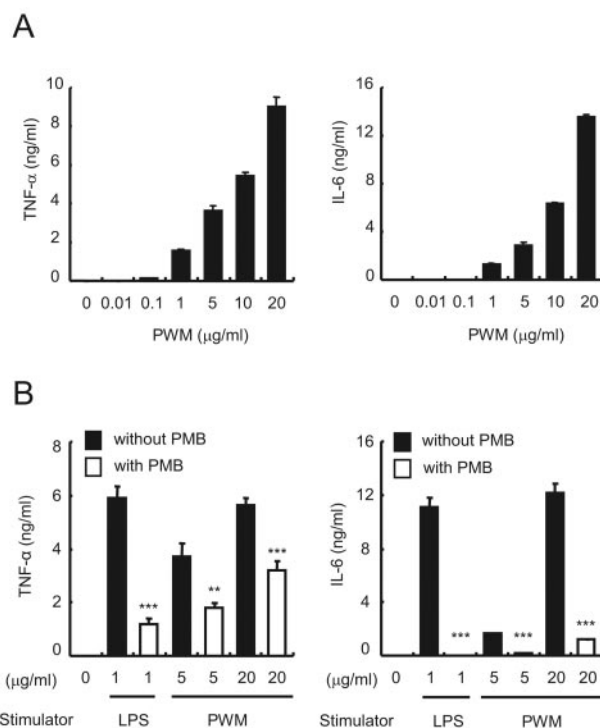 A
TNF-α (ng/ml)
10
8
6
4
2
0
0 0.01 0.1 1 5 10 20
PWM (μg/ml)
IL-6 (ng/ml)
16
12
8
4
0
0 0.01 0.1 1 5 10 20
PWM (μg/ml)
B
without PMB
with PMB
TNF-α (ng/ml)
8
6
4
2
0
***
**
***
(μg/ml) 0 1 1 5 5 20 20
Stimulator LPS PWM
without PMB
with PMB
IL-6 (ng/ml)
16
12
8
4
0
***
***
***
0 1 1 5 5 20 20
LPS PWM